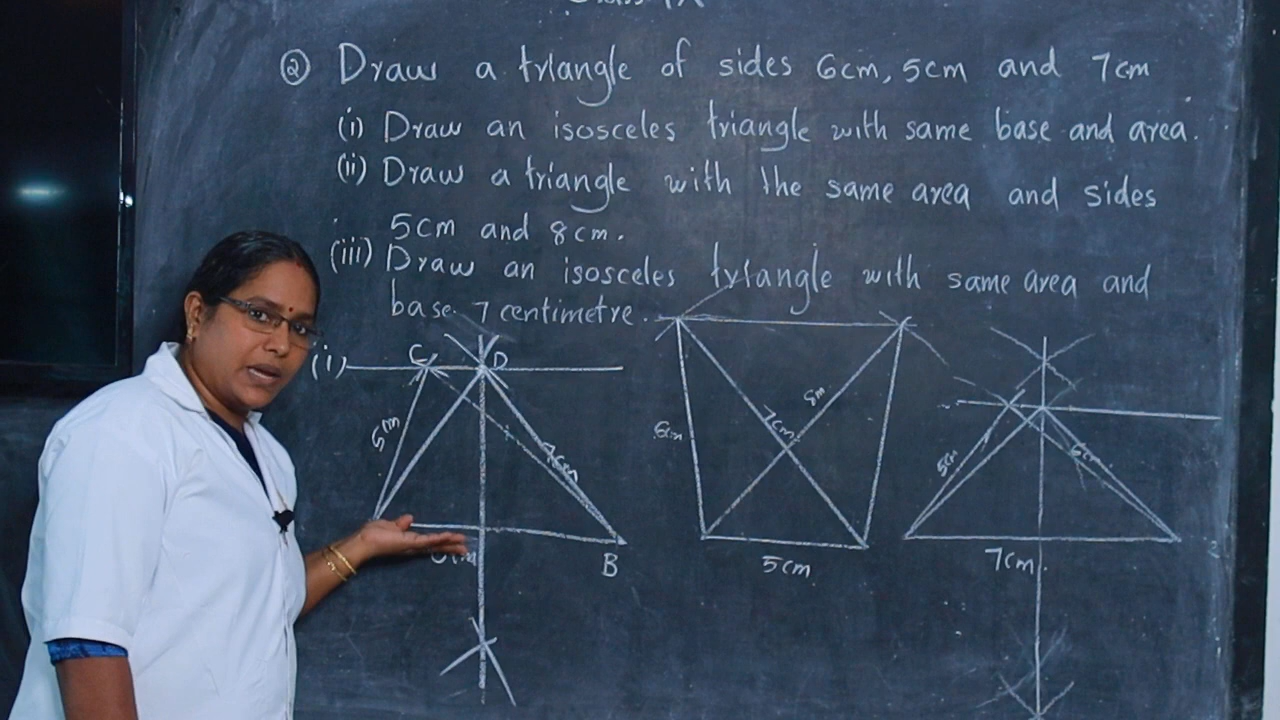 ② Draw a triangle of sides 6cm, 5cm and 7cm
(i) Draw an isosceles triangle with same base and area.
(ii) Draw a triangle with the same area and sides
5cm and 8cm.
(iii) Draw an isosceles triangle with same area and
base 7 centimetre.
(i)
C D
5cm
7cm
B
6cm
7cm
8m
5cm
5cm
6cm
7cm